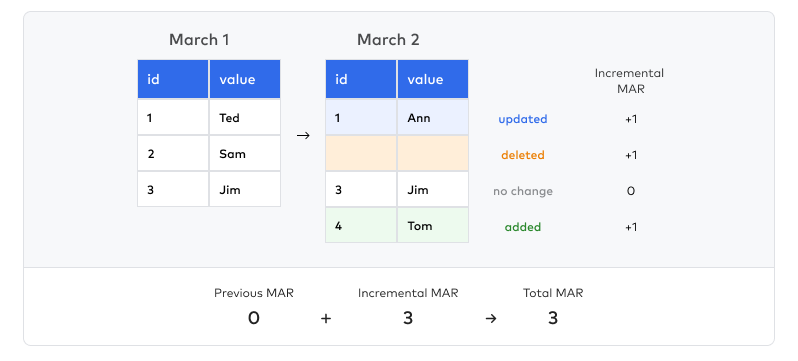 March 1
March 2
id value
id value
Incremental
MAR
1 Ted
1 Ann
updated
+1
2 Sam
deleted
+1
3 Jim
3 Jim
no change
0
4 Tom
added
+1
Previous MAR
Incremental MAR
Total MAR
0 + 3 → 3